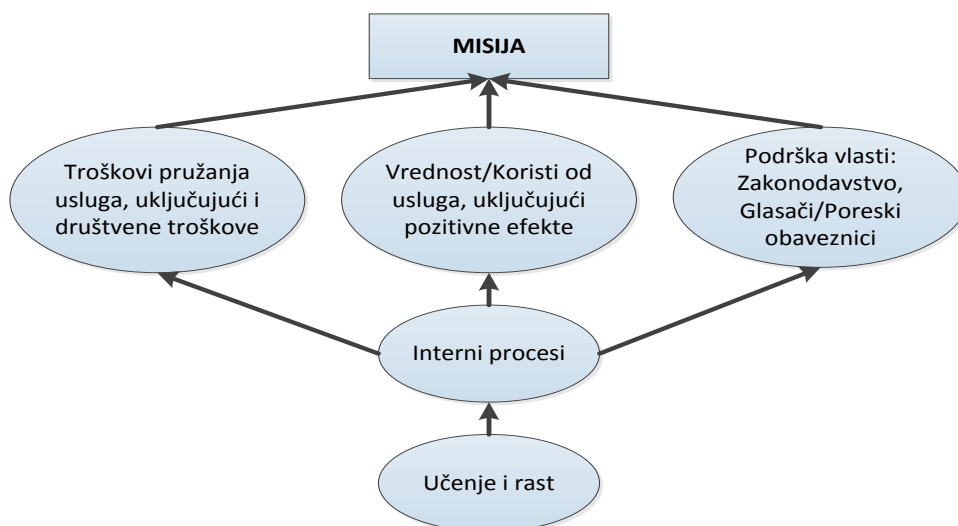 MISIJA
Troškovi pružanja
usluga, uključujući i
društvene troškove
Vrednost/Koristi od
usluga, uključujući
pozitivne efekte
Podrška vlasti:
Zakonodavstvo,
Glasači/Poreski
obaveznici
Interni procesi
Učenje i rast